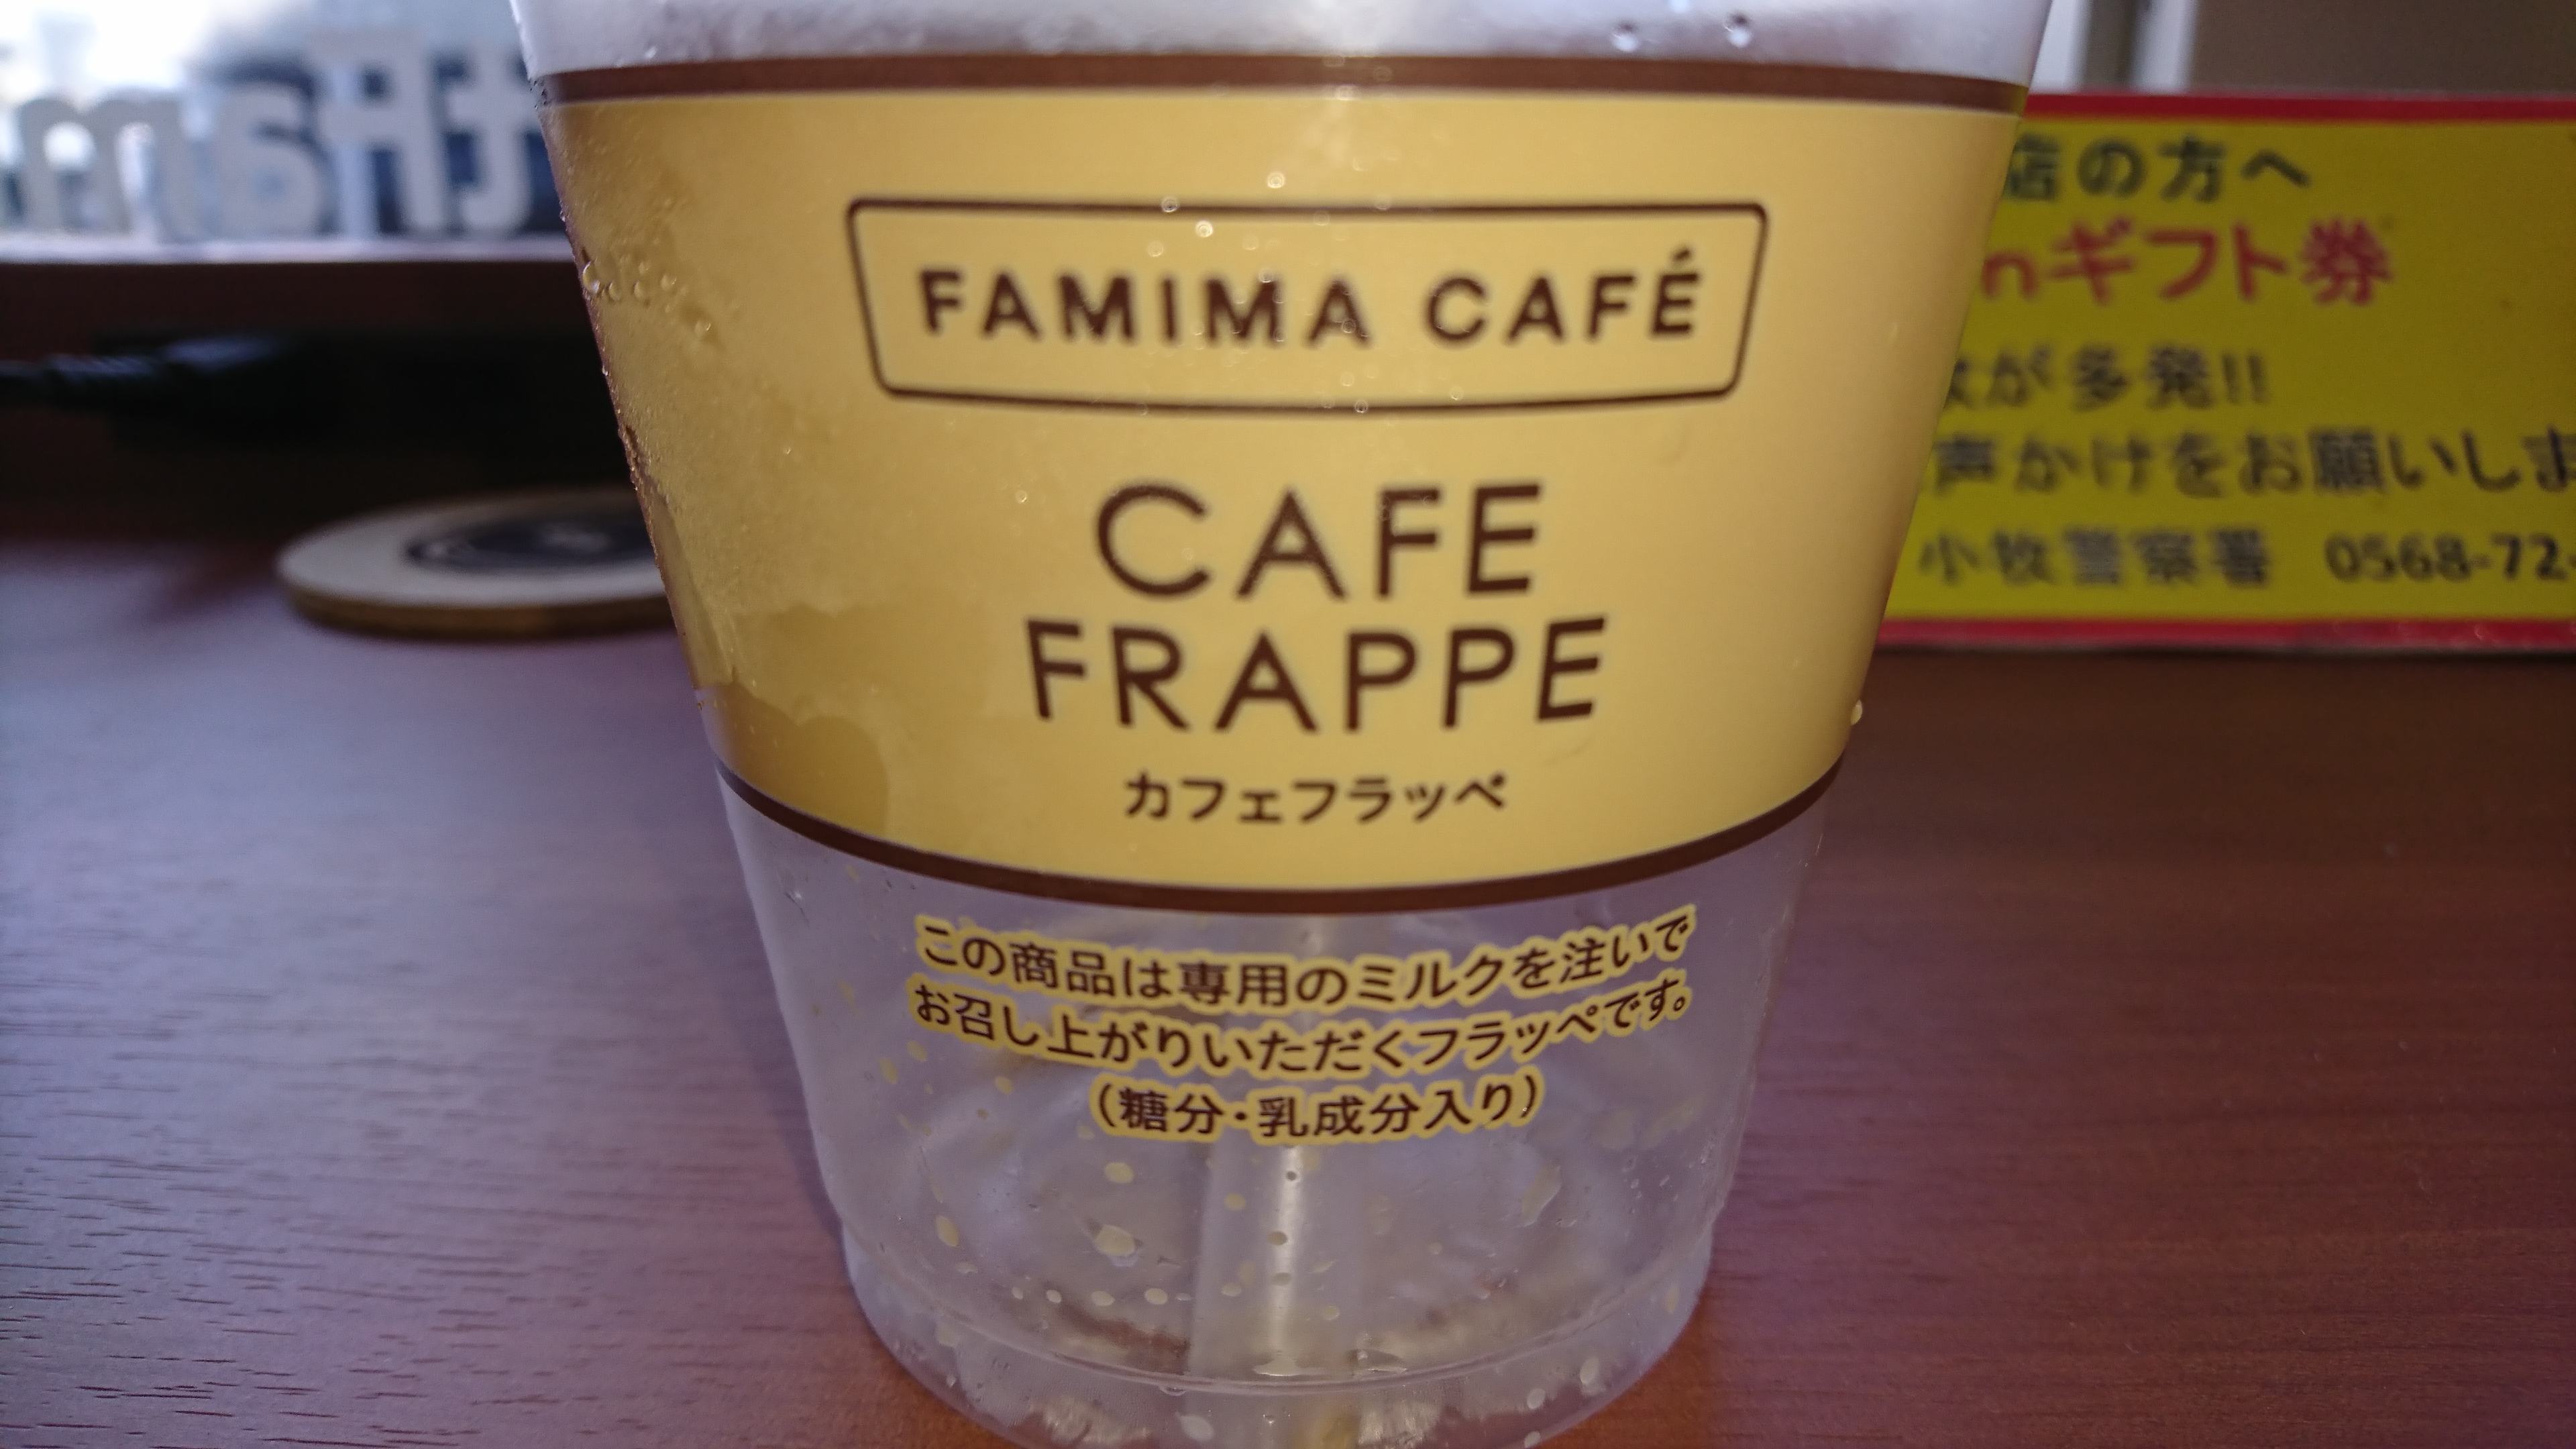 FAMIMA CAFÉ
CAFE
FRAPPE
カフェフラッペ
この商品は専用のミルクを注いで
お召し上がりいただくフラッペです。
（糖分・乳成分入り）
店の方へ
nギフト券
が多発!!
声かけをお願いしま
小牧警察署 0568-72-